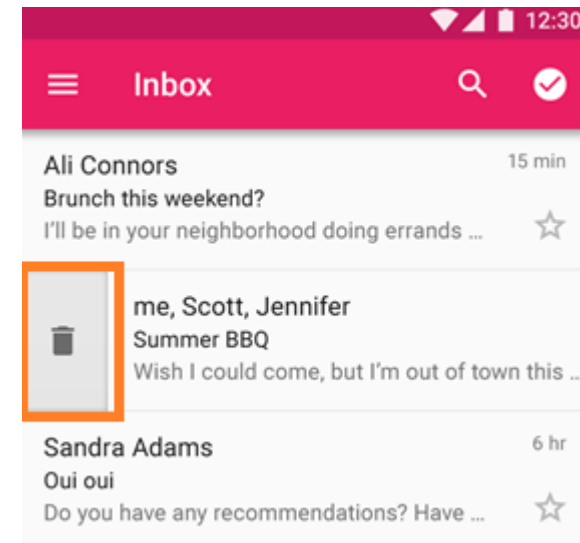 12:30
Inbox
Ali Connors 15 min
Brunch this weekend?
I'll be in your neighborhood doing errands ...
me, Scott, Jennifer
Summer BBQ
Wish I could come, but I'm out of town this ..
Sandra Adams 6 hr
Oui oui
Do you have any recommendations? Have ...